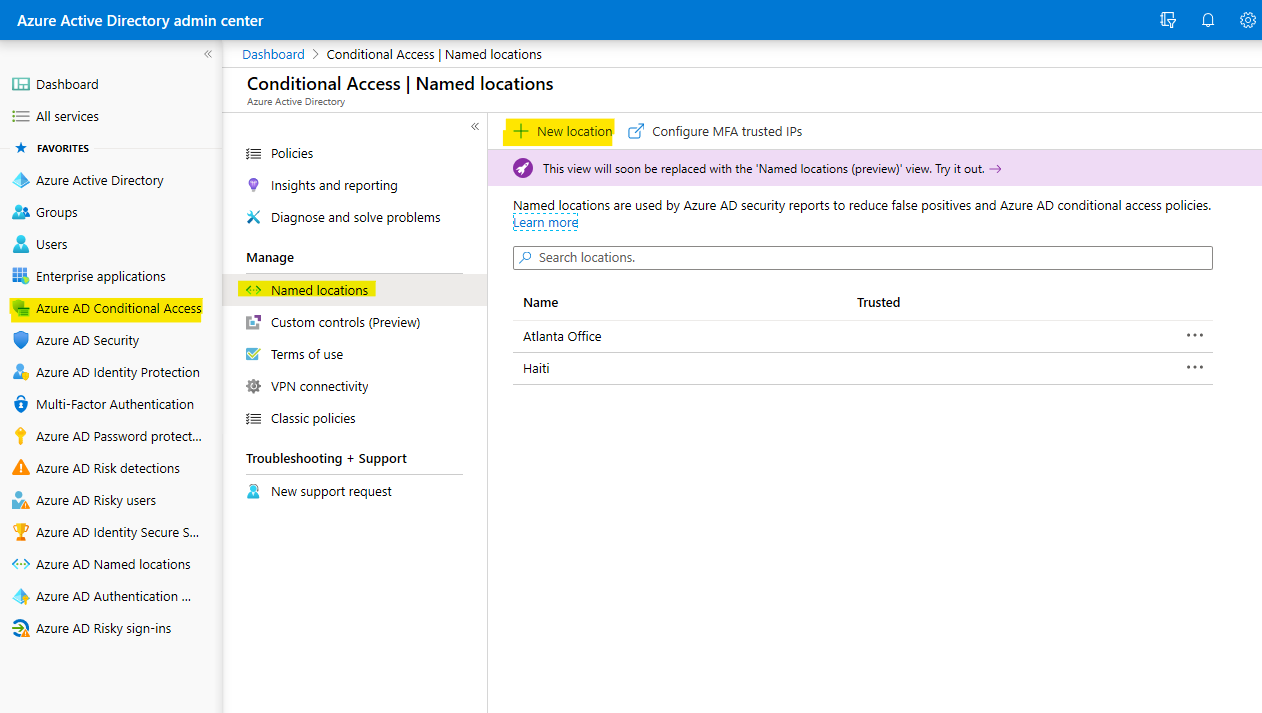 Azure Active Directory admin center
Dashboard
All services
FAVORITES
Azure Active Directory
Groups
Users
Enterprise applications
Azure AD Conditional Access
Azure AD Security
Azure AD Identity Protection
Multi-Factor Authentication
Azure AD Password protect...
Azure AD Risk detections
Azure AD Risky users
Azure AD Identity Secure S...
Azure AD Named locations
Azure AD Authentication ...
Azure AD Risky sign-ins
Dashboard > Conditional Access | Named locations
Conditional Access | Named locations
Azure Active Directory
Policies
Insights and reporting
Diagnose and solve problems
Manage
Named locations
Custom controls (Preview)
Terms of use
VPN connectivity
Classic policies
Troubleshooting + Support
New support request
New location Configure MFA trusted IPs
This view will soon be replaced with the 'Named locations (preview)' view. Try it out. →
Named locations are used by Azure AD security reports to reduce false positives and Azure AD conditional access policies.
Learn more
Search locations.
Name Trusted
Atlanta Office
Haiti